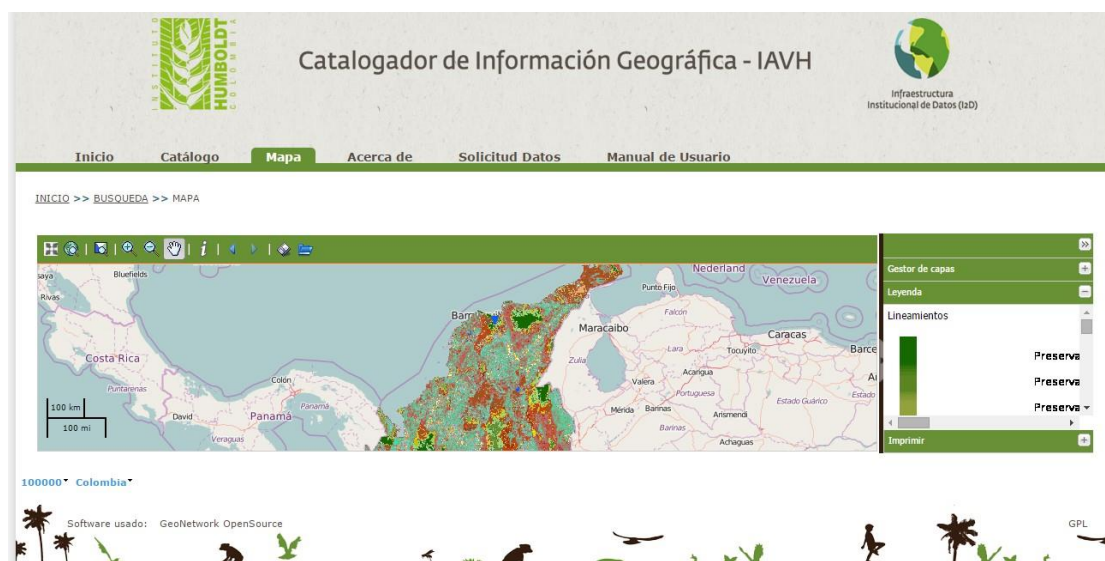 INSTITUTO
HUMBOLDT
COLOMBIA
Catalogador de Información Geográfica - IAVH
Infraestructura
Institucional de Datos (I2D)
Inicio Catálogo Mapa Acerca de Solicitud Datos Manual de Usuario
INICIO >> BUSQUEDA >> MAPA
Gestor de capas
Leyenda
Lineamientos
Preserva
Preserva
Preserva
Imprimir
Bluefields
Rivas
Costa Rica
Puntarenas
David
Veraguas
Colón
Panamá
Panamá
Nederland
Venezuela
Punto Fijo
Falcón
Maracaibo
Caracas
Lara
Tocuyito
Zulia
Acarigua
Valera
Portuguesa
Estado Guárico
Estado
Mérida
Barinas
Arismendi
Barinas
Achaguas
100 km
100 mi
100000 Colombia
Software usado: GeoNetwork OpenSource
GPL